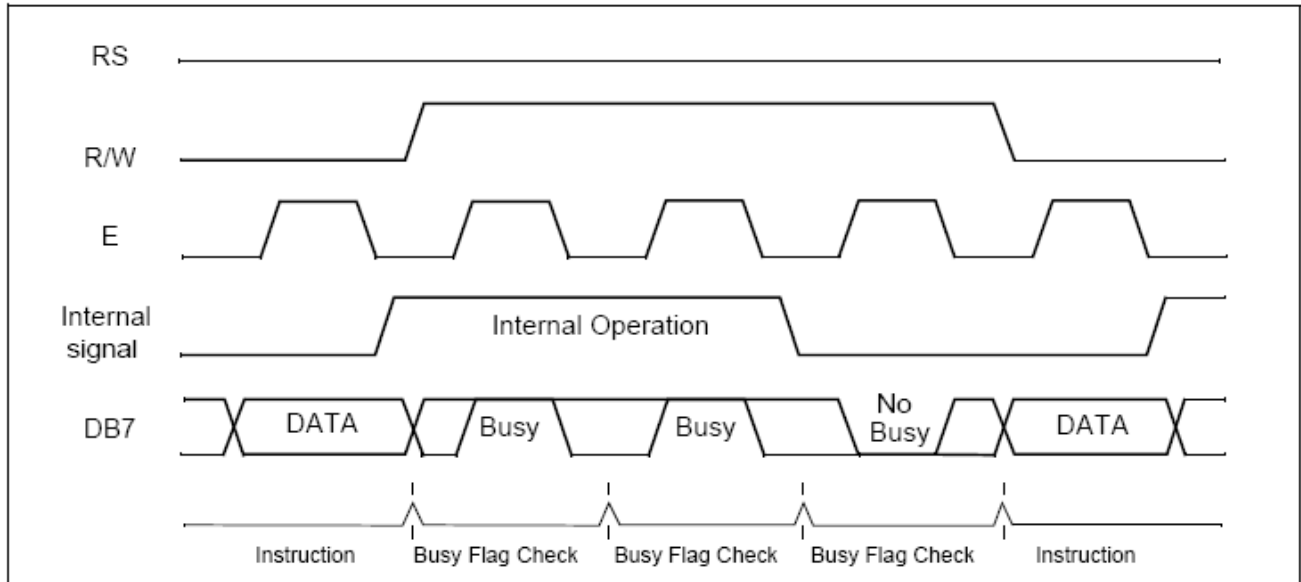 RS
R/W
E
Internal
signal
Internal Operation
DB7
DATA
Busy
Busy
No
Busy
DATA
Instruction
Busy Flag Check
Busy Flag Check
Busy Flag Check
Instruction